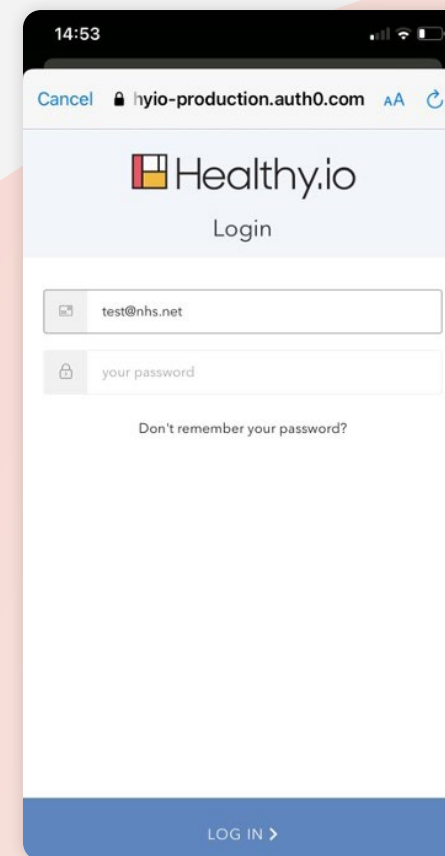 14:53
Cancel hyio-production.auth0.com AA
Healthy.io
Login
test@nhs.net
your password
Don't remember your password?
LOG IN >